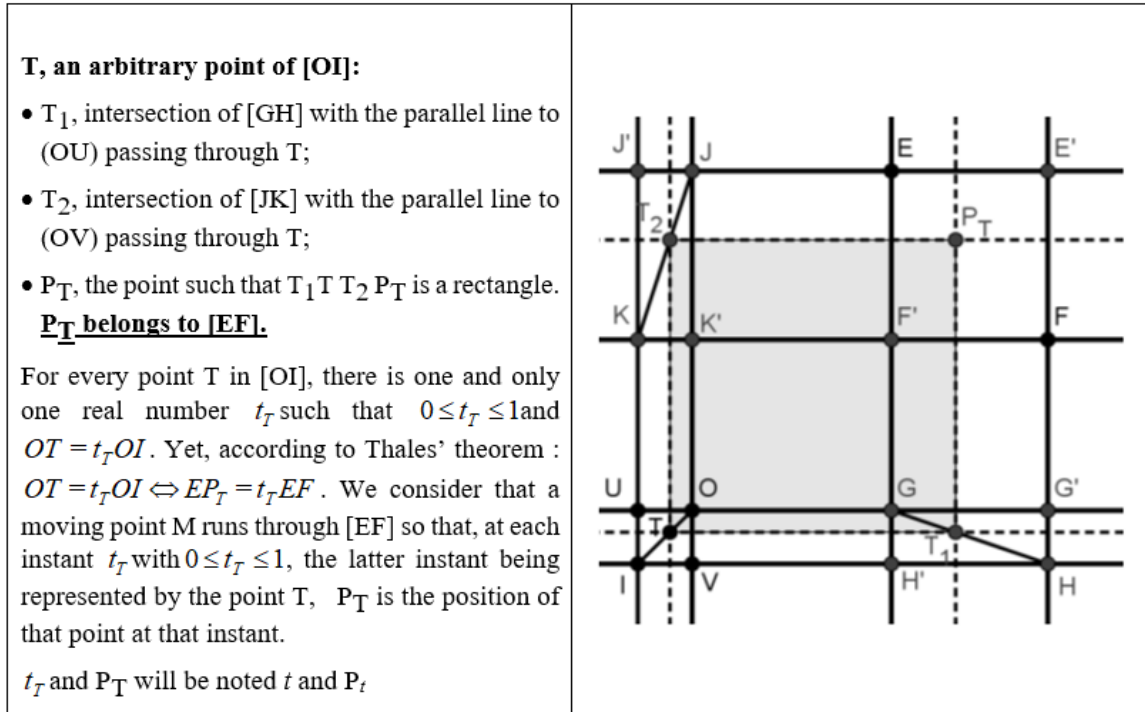 T, an arbitrary point of [OI]:
• T1, intersection of [GH] with the parallel line to
(OU) passing through T;
• T2, intersection of [JK] with the parallel line to
(OV) passing through T;
• PT, the point such that T1T T2 PT is a rectangle.
PT belongs to [EF].
For every point T in [OI], there is one and only
one real number tT such that 0≤tT ≤1and
OT = tTOI. Yet, according to Thales’ theorem :
OT = tTOI ⇔ EPT = tTEF. We consider that a
moving point M runs through [EF] so that, at each
instant tT with 0≤tT ≤1, the latter instant being
represented by the point T, PT is the position of
that point at that instant.
tT and PT will be noted t and Pt
J' J E E'
T2 PT
K K' F' F
U O G G'
T T1
I V H' H